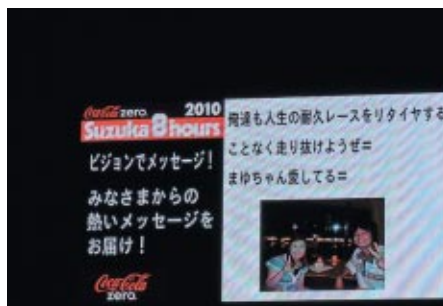 Coca-Cola zero. 2010
Suzuka 8hours
ビジョンでメッセージ!
みなさまからの
熱いメッセージを
お届け!
Coca-Cola
zero.
俺達も人生の耐久レースをリタイヤする
ことなく走り抜けようぜ=
まゆちゃん愛してる=